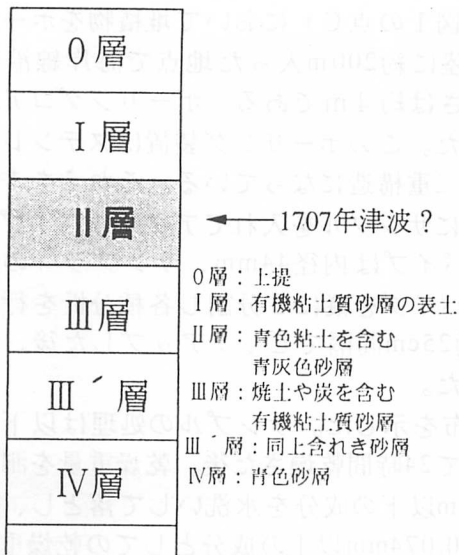 0層
Ⅰ層
Ⅱ層
1707年津波？
Ⅲ層
Ⅲ´層
Ⅳ層
0層：上提
Ⅰ層：有機粘土質砂層の表土
Ⅱ層：青色粘土を含む
青灰色砂層
Ⅲ層：焼土や炭を含む
有機粘土質砂層
Ⅲ´層：同上含れき砂層
Ⅳ層：青色砂層